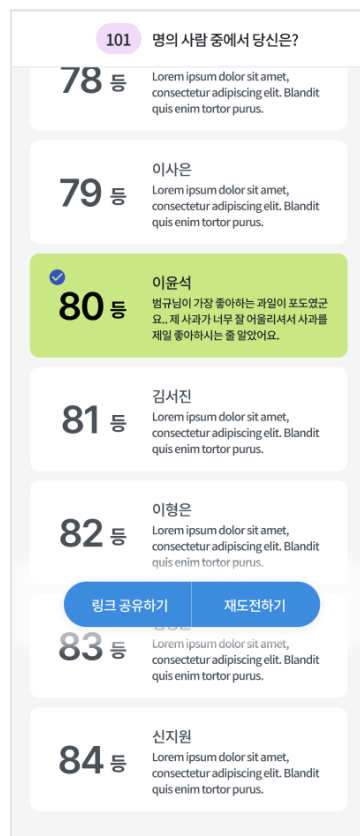 101 명의 사람 중에서 당신은?
78 등
Lorem ipsum dolor sit amet,
consectetur adipiscing elit. Blandit
quis enim tortor purus.
79 등
이사은
Lorem ipsum dolor sit amet,
consectetur adipiscing elit. Blandit
quis enim tortor purus.
80 등
이윤석
범규님이 가장 좋아하는 과일이 포도였군
요.. 제 사과가 너무 잘 어울리셔서 사과를
제일 좋아하시는 줄 알았어요.
81 등
김서진
Lorem ipsum dolor sit amet,
consectetur adipiscing elit. Blandit
quis enim tortor purus.
82 등
이형은
Lorem ipsum dolor sit amet,
consectetur adipiscing elit. Blandit
quis enim tortor purus.
링크 공유하기
재도전하기
83 등
Lorem ipsum dolor sit amet,
consectetur adipiscing elit. Blandit
quis enim tortor purus.
84 등
신지원
Lorem ipsum dolor sit amet,
consectetur adipiscing elit. Blandit
quis enim tortor purus.